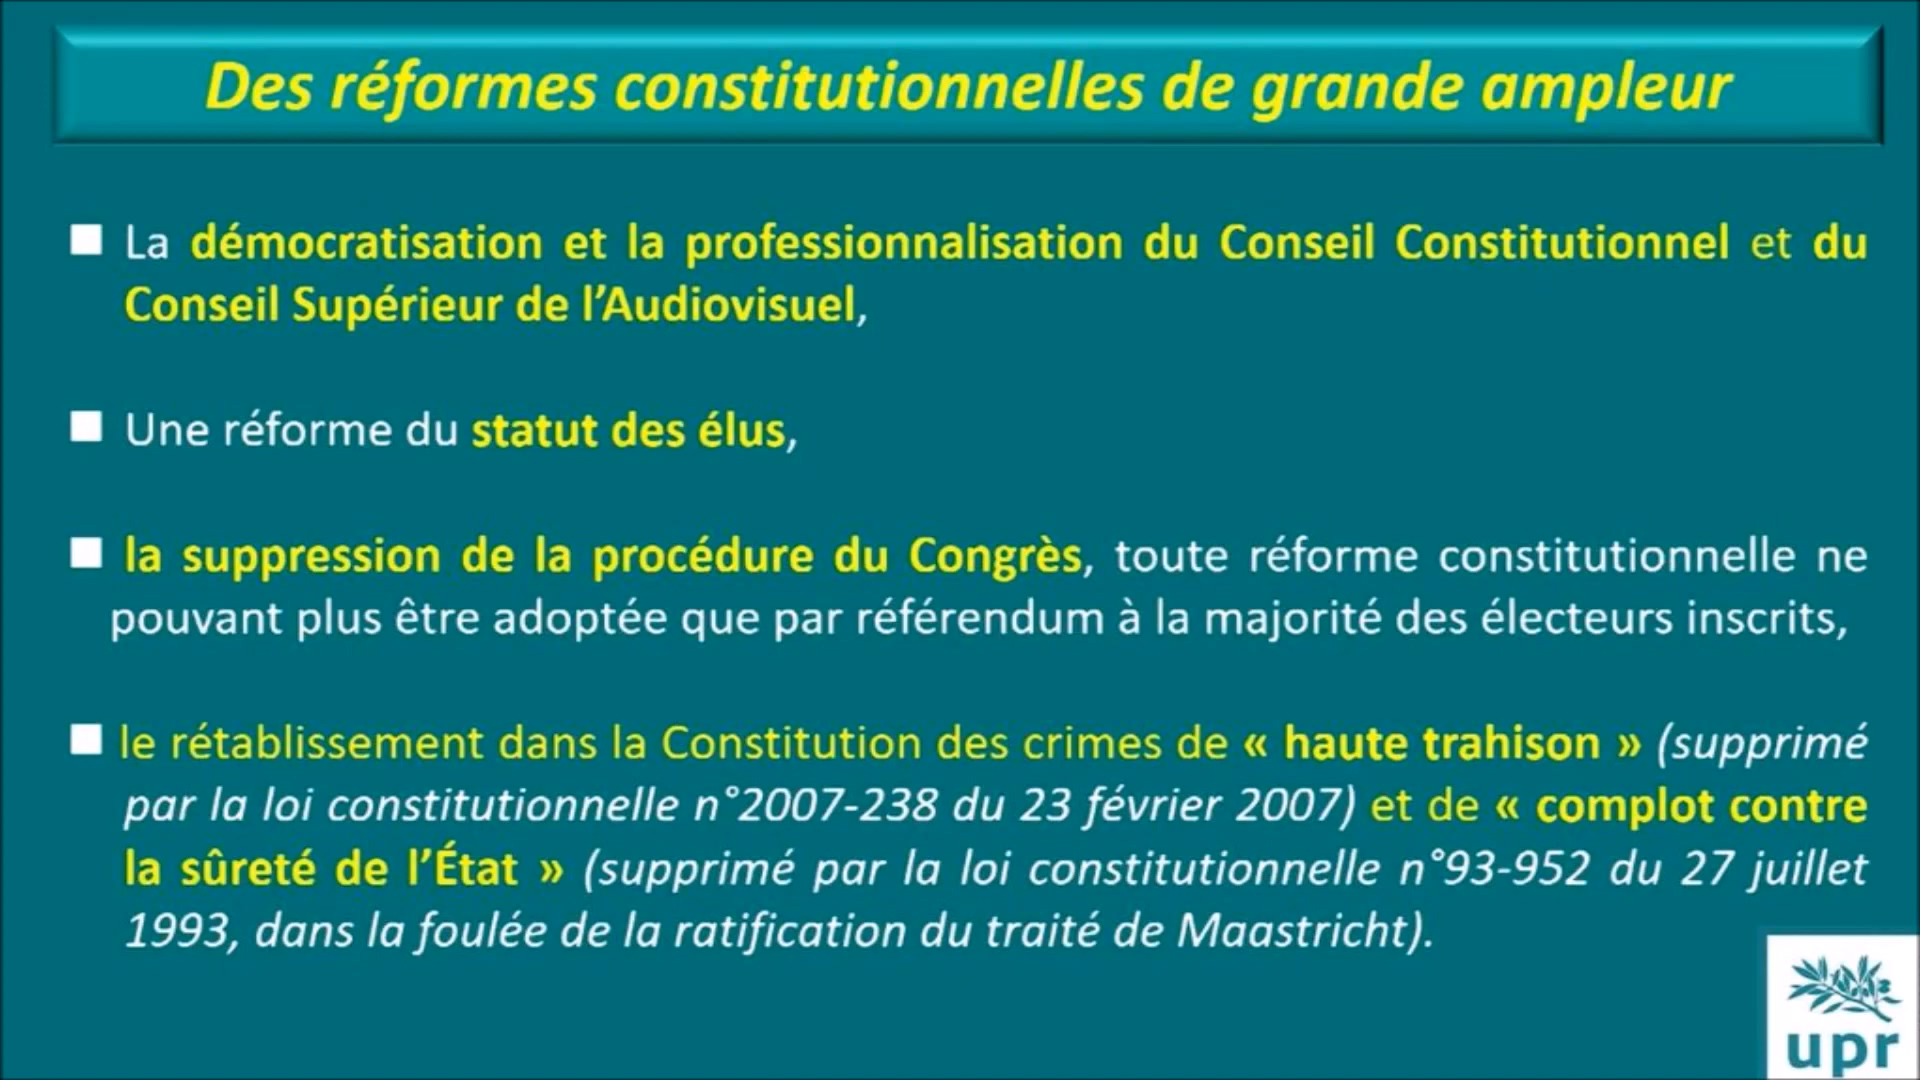 Des réformes constitutionnelles de grande ampleur
La démocratisation et la professionnalisation du Conseil Constitutionnel et du
Conseil Supérieur de l’Audiovisuel,
Une réforme du statut des élus,
la suppression de la procédure du Congrès, toute réforme constitutionnelle ne
pouvant plus être adoptée que par référendum à la majorité des électeurs inscrits,
le rétablissement dans la Constitution des crimes de « haute trahison » (supprimé
par la loi constitutionnelle n°2007-238 du 23 février 2007) et de « complot contre
la sûreté de l’État » (supprimé par la loi constitutionnelle n°93-952 du 27 juillet
1993, dans la foulée de la ratification du traité de Maastricht).
upr